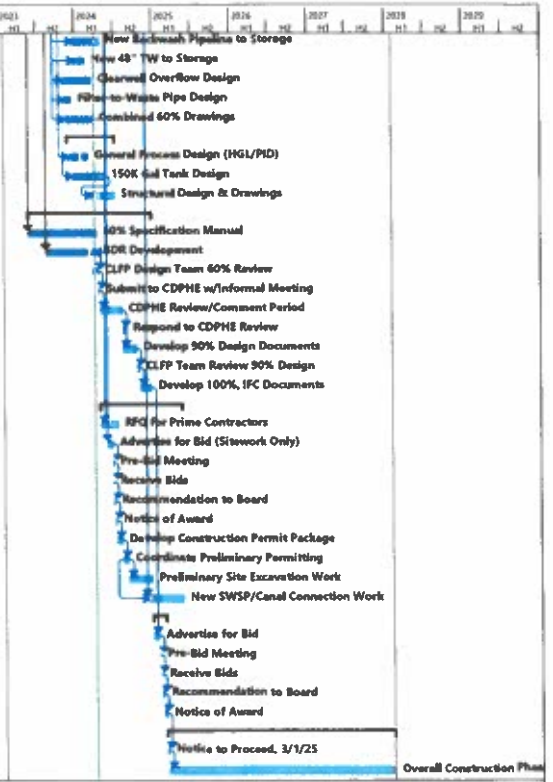 2023 2024 2025 2026 2027 2028 2029
H1 H2 H1 H2 H1 H2 H1 H2 H1 H2 H1 H2 H1 H2
New Backwash Pipeline to Storage
New 48" TW to Storage
Clearwell Overflow Design
Filter-to-Waste Pipe Design
Combined 60% Drawings
General Process Design (HGL/PID)
150K Gal Tank Design
Structural Design & Drawings
60% Specification Manual
BDR Development
CLFP Design Team 60% Review
Submit to CDPHE w/Informal Meeting
CDPHE Review/Comment Period
Respond to CDPHE Review
Develop 90% Design Documents
CLFP Team Review 90% Design
Develop 100%, IFC Documents
RFQ for Prime Contractors
Advertise for Bid (Sitework Only)
Pre-Bid Meeting
Receive Bids
Recommendation to Board
Notice of Award
Develop Construction Permit Package
Coordinate Preliminary Permitting
Preliminary Site Excavation Work
New SWSP/Canal Connection Work
Advertise for Bid
Pre-Bid Meeting
Receive Bids
Recommendation to Board
Notice of Award
Notice to Proceed, 3/1/25
Overall Construction Phas